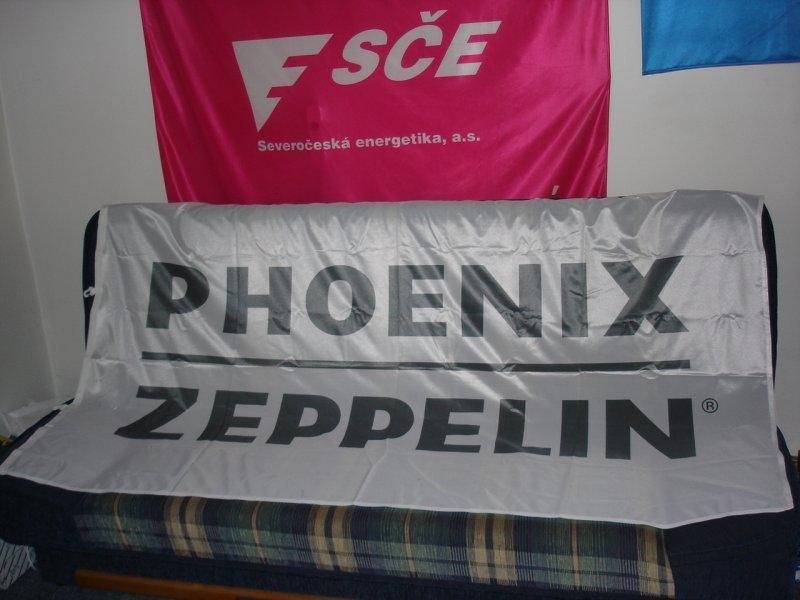 SČE
Severočeská energetika, a.s.
PHOENIX
ZEPPELIN®